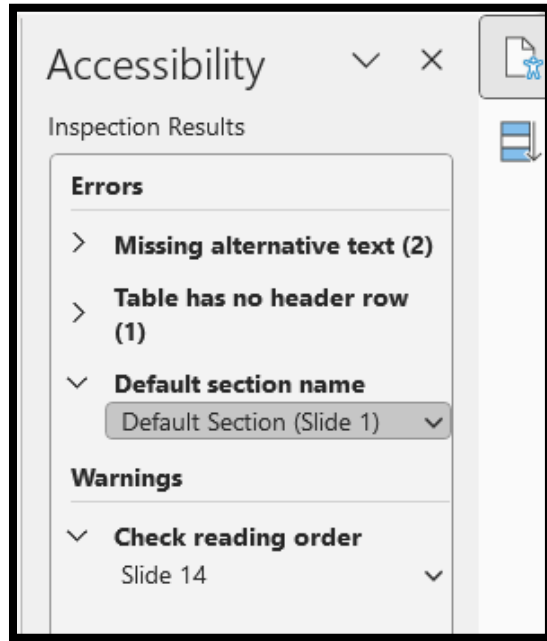 Accessibility
Inspection Results
Errors
Missing alternative text (2)
Table has no header row
(1)
Default section name
Default Section (Slide 1)
Warnings
Check reading order
Slide 14